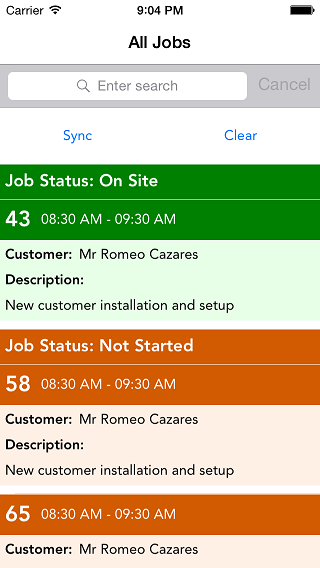 Carrier 9:04 PM
All Jobs
Enter search Cancel
Sync Clear
Job Status: On Site
43 08:30 AM - 09:30 AM
Customer: Mr Romeo Cazares
Description:
New customer installation and setup
Job Status: Not Started
58 08:30 AM - 09:30 AM
Customer: Mr Romeo Cazares
Description:
New customer installation and setup
65 08:30 AM - 09:30 AM
Customer: Mr Romeo Cazares